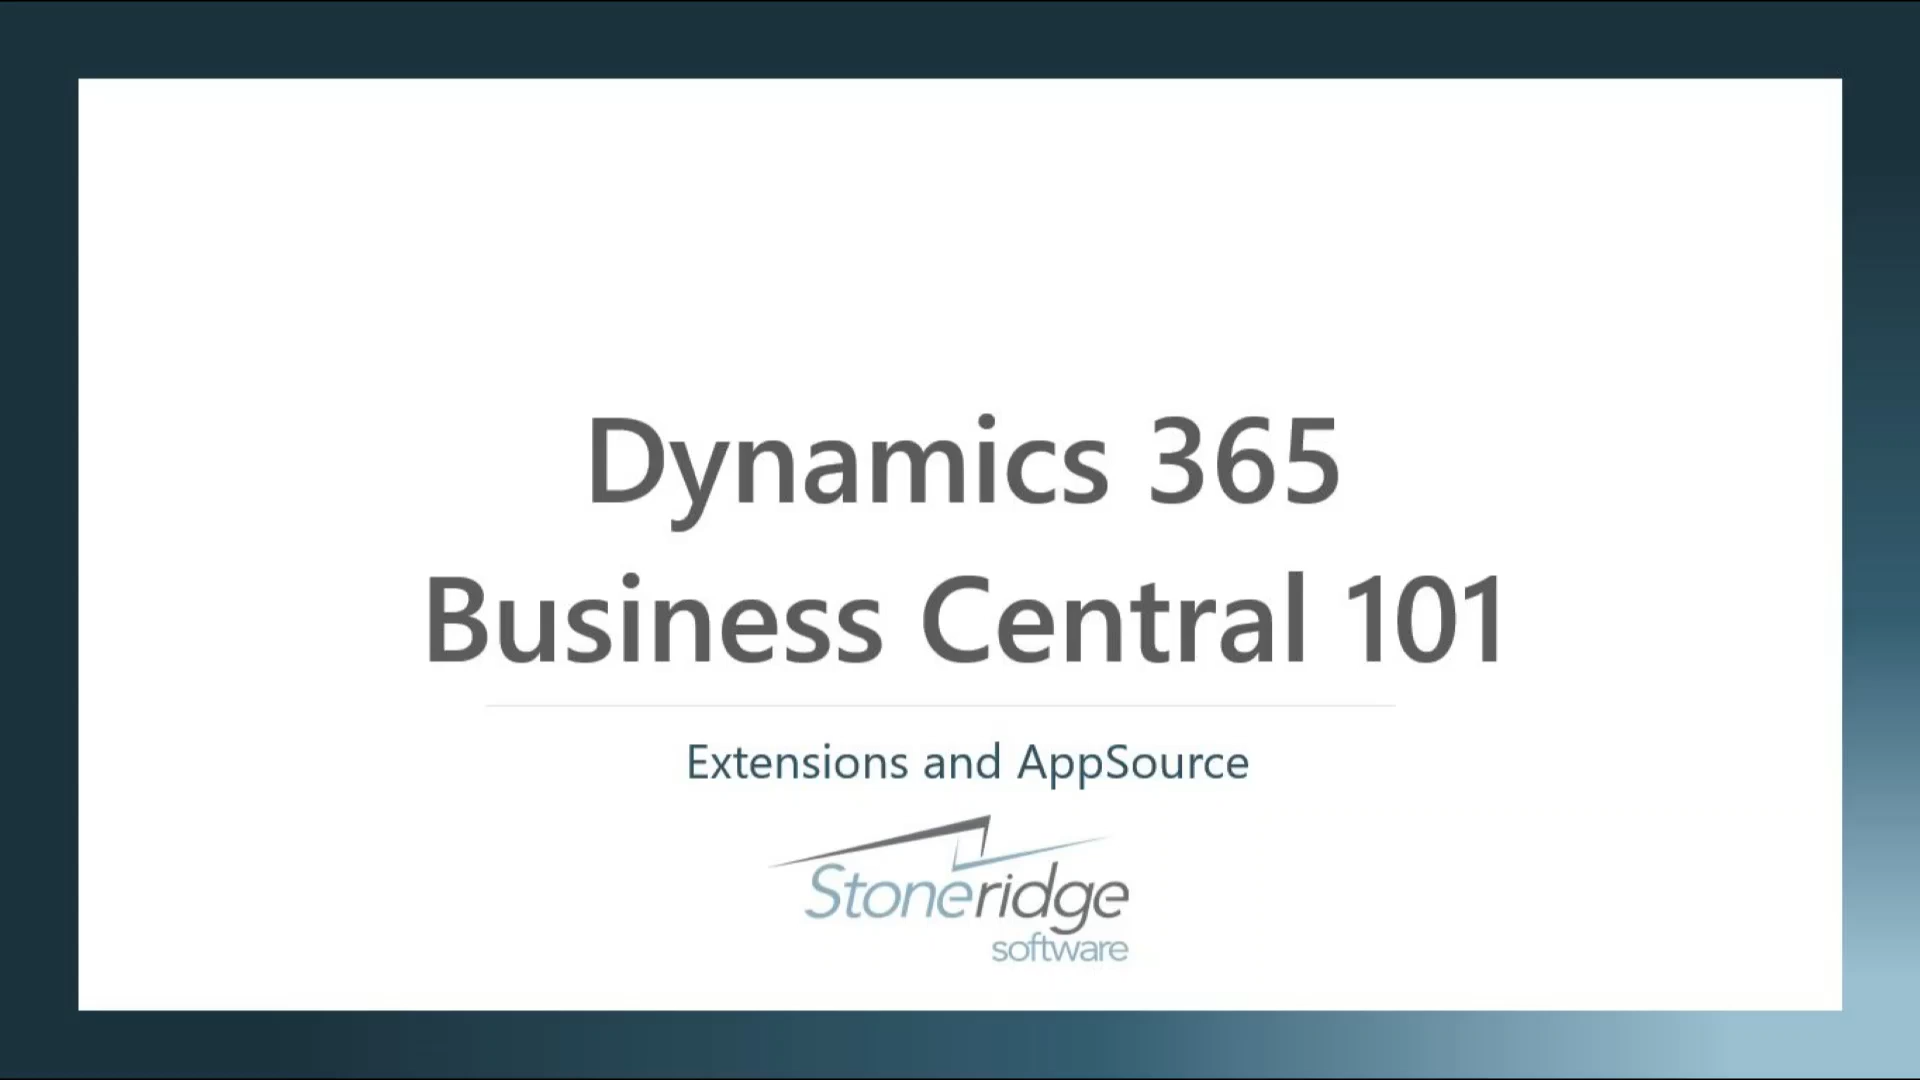 Dynamics 365
Business Central 101
Extensions and AppSource
Stoneridge
software